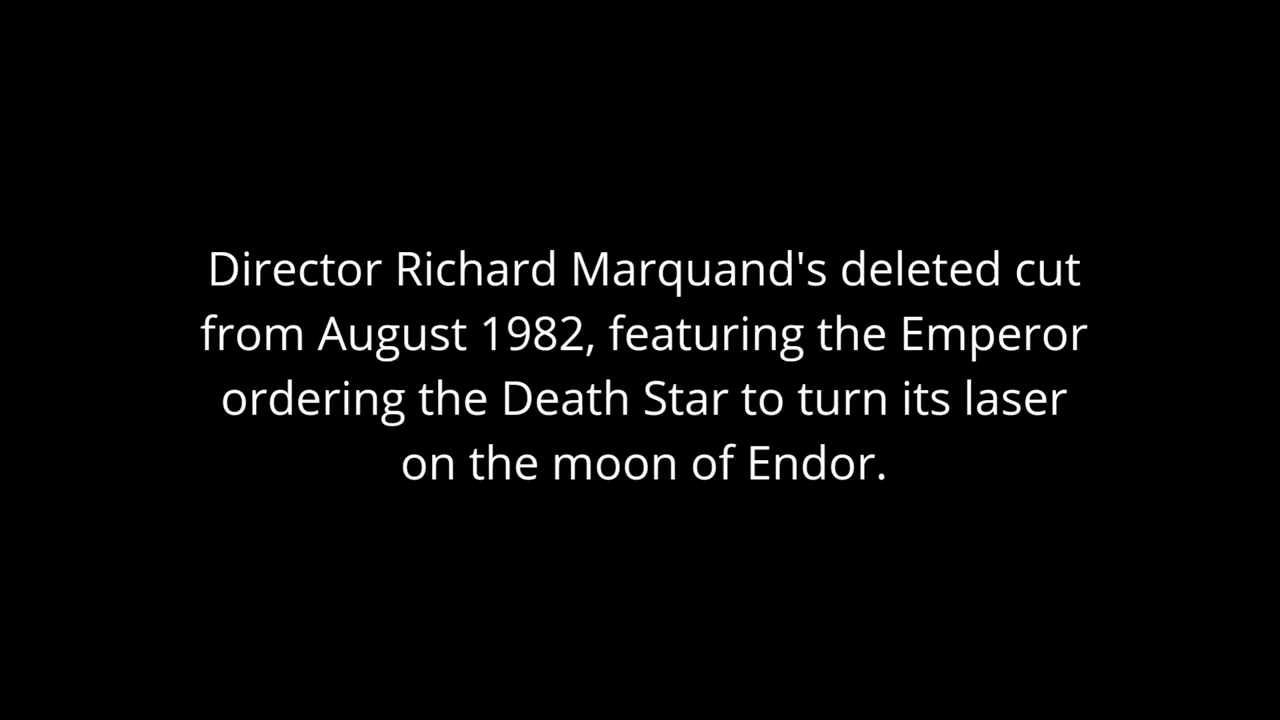 Director Richard Marquand's deleted cut
from August 1982, featuring the Emperor
ordering the Death Star to turn its laser
on the moon of Endor.